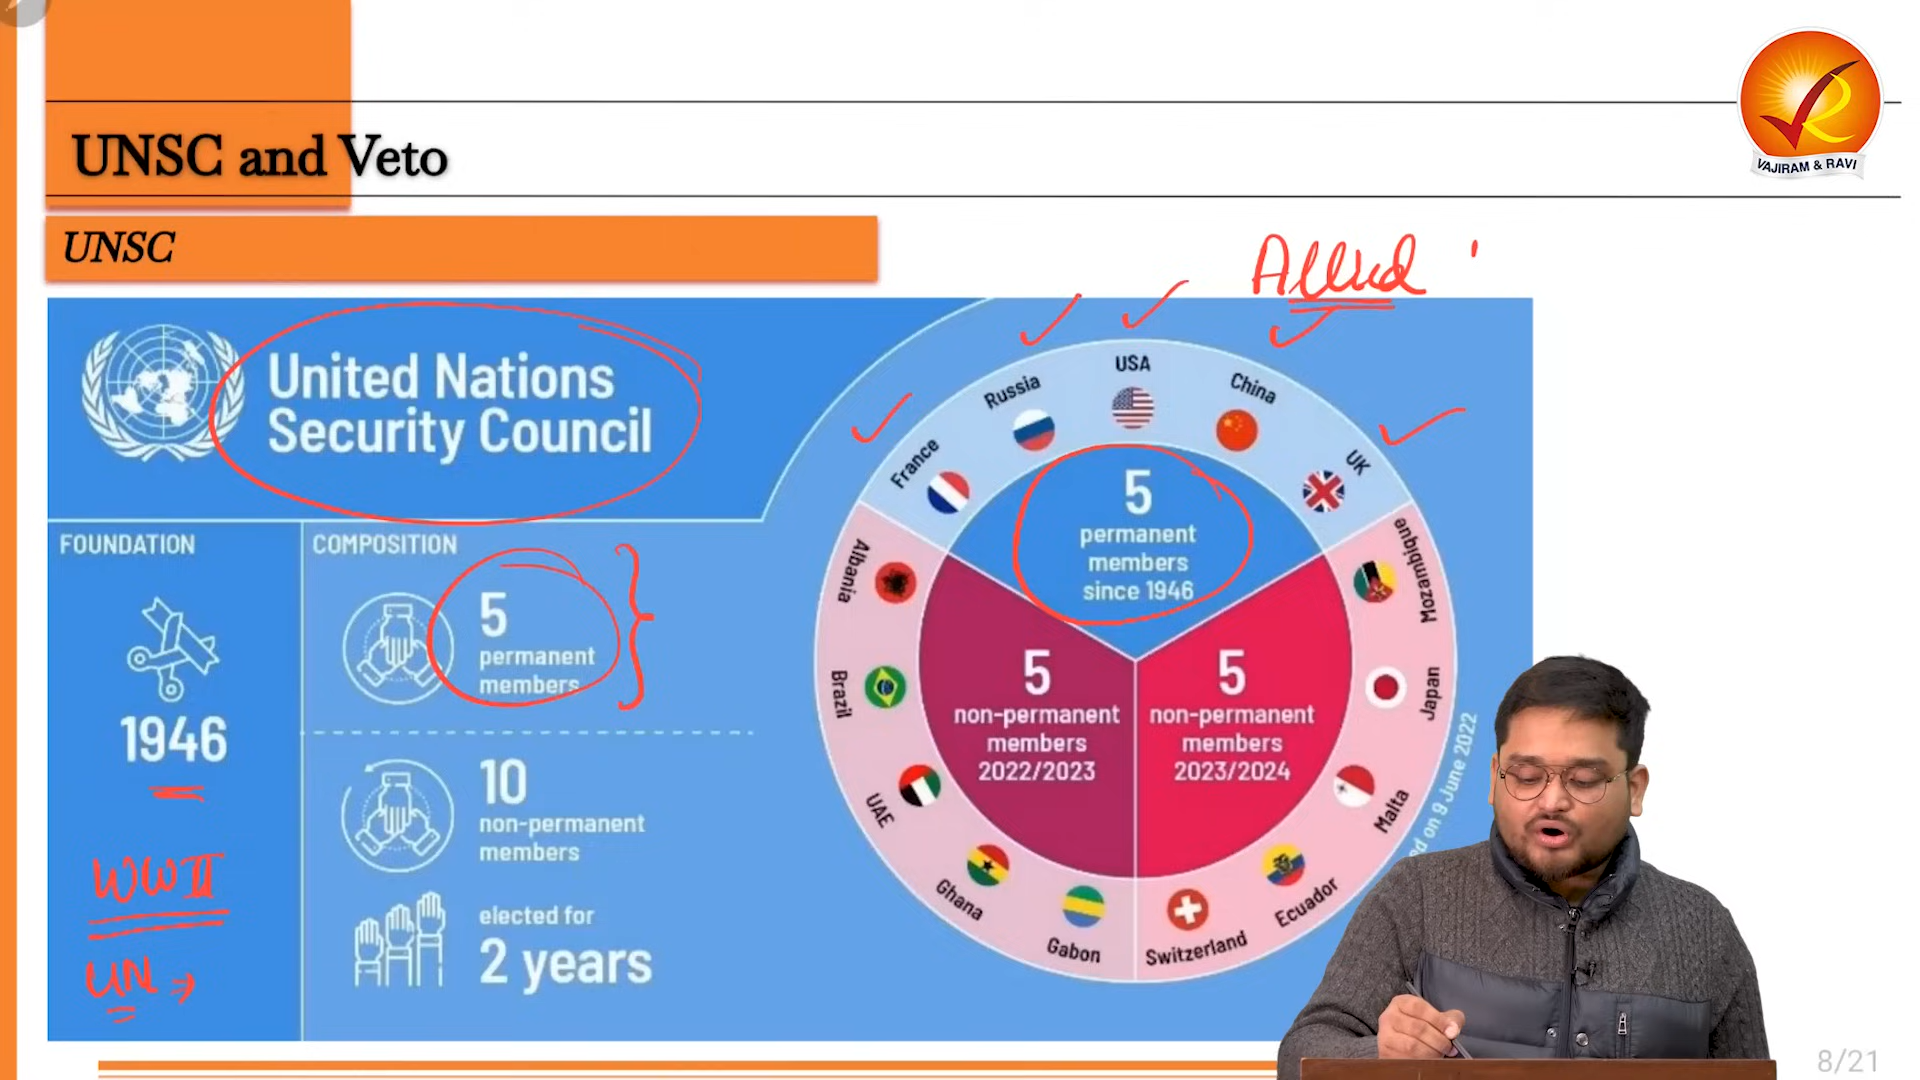 UNSC and Veto
VAJIRAM & RAVI
UNSC
Allied
United Nations
Security Council
FOUNDATION
1946
WW II
UN →
COMPOSITION
5
permanent
members
10
non-permanent
members
elected for
2 years
France
Russia
USA
China
UK
5
permanent
members
since 1946
Albania
Brazil
UAE
Ghana
Gabon
5
non-permanent
members
2022/2023
5
non-permanent
members
2023/2024
Mozambique
Japan
Malta
Ecuador
Switzerland
on 9 June 2022
8/21